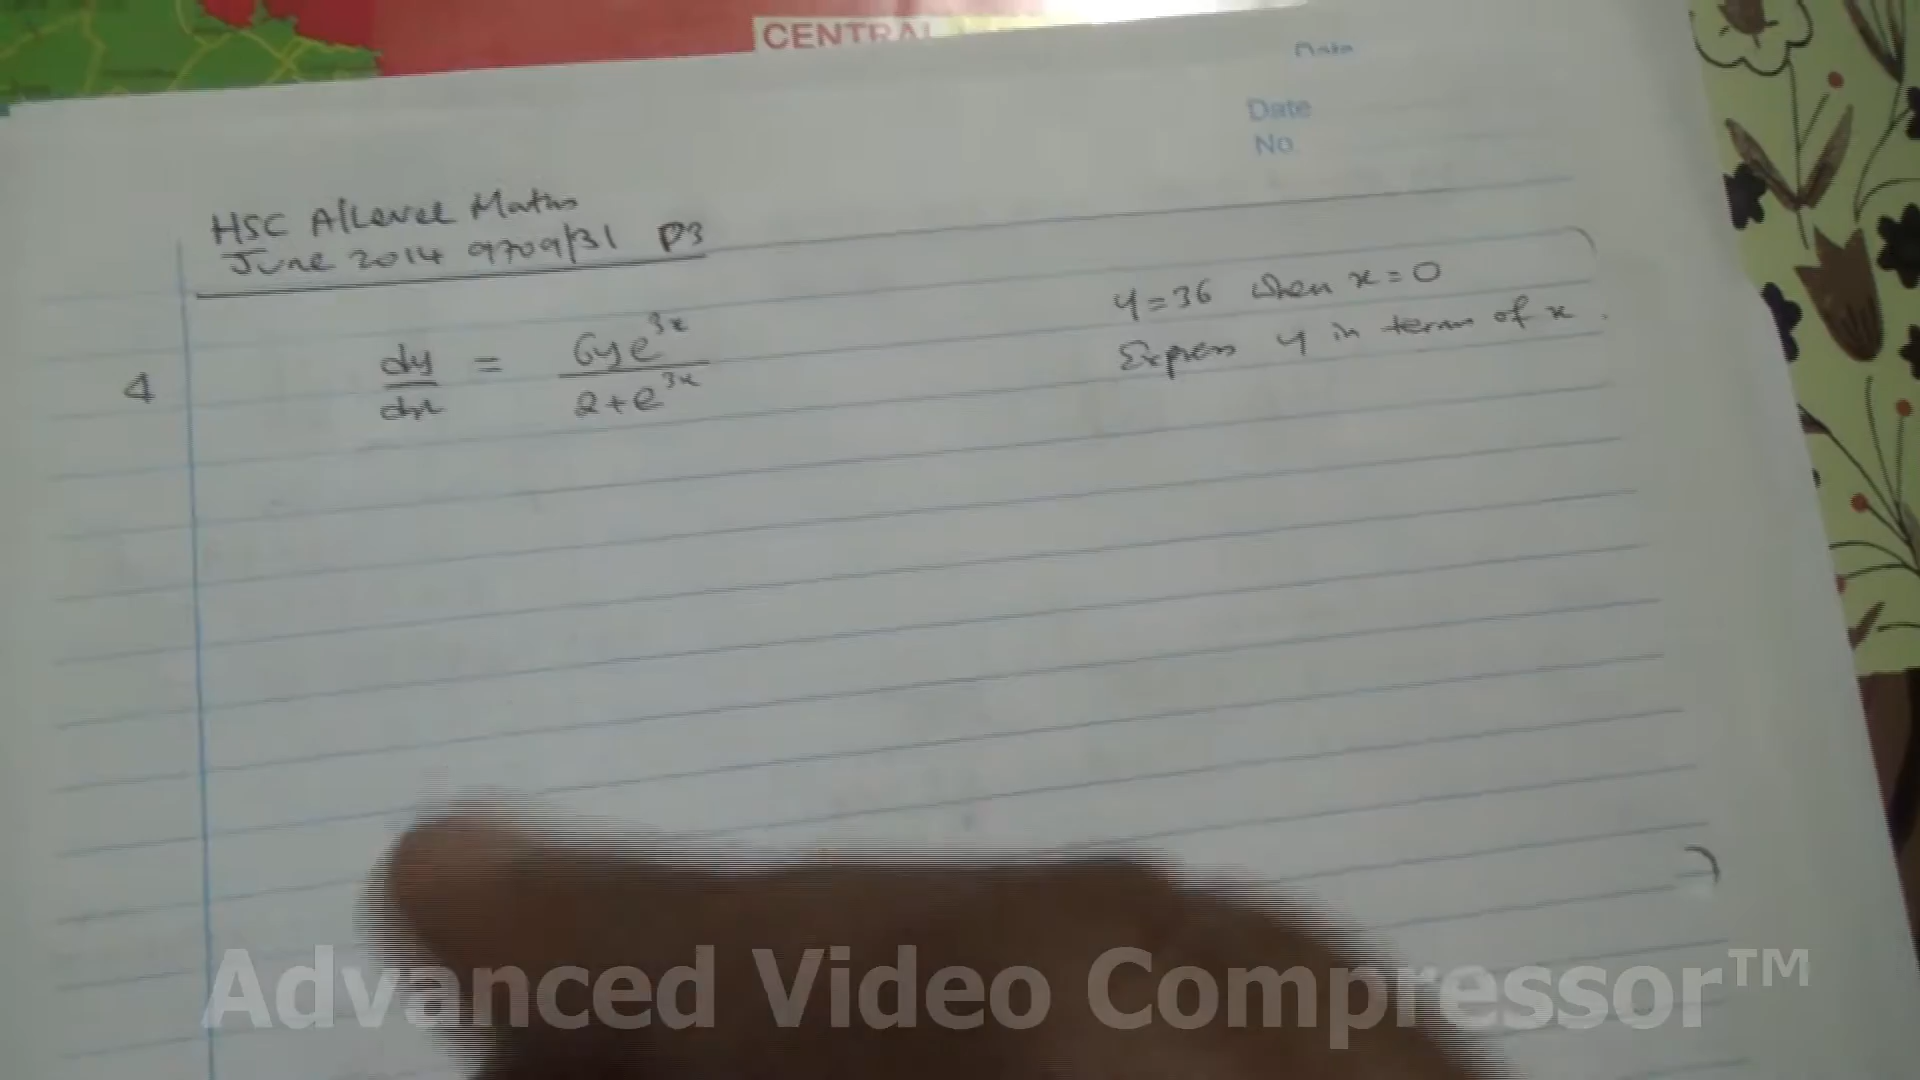 CENTRAL
Date
No
HSC A/Level Maths
June 2014 9709/31 P3
y=36 when x=0
Express y in terms of x.
4 dy/dx = 6ye^3x / 2+e^3x
Advanced Video Compressor™